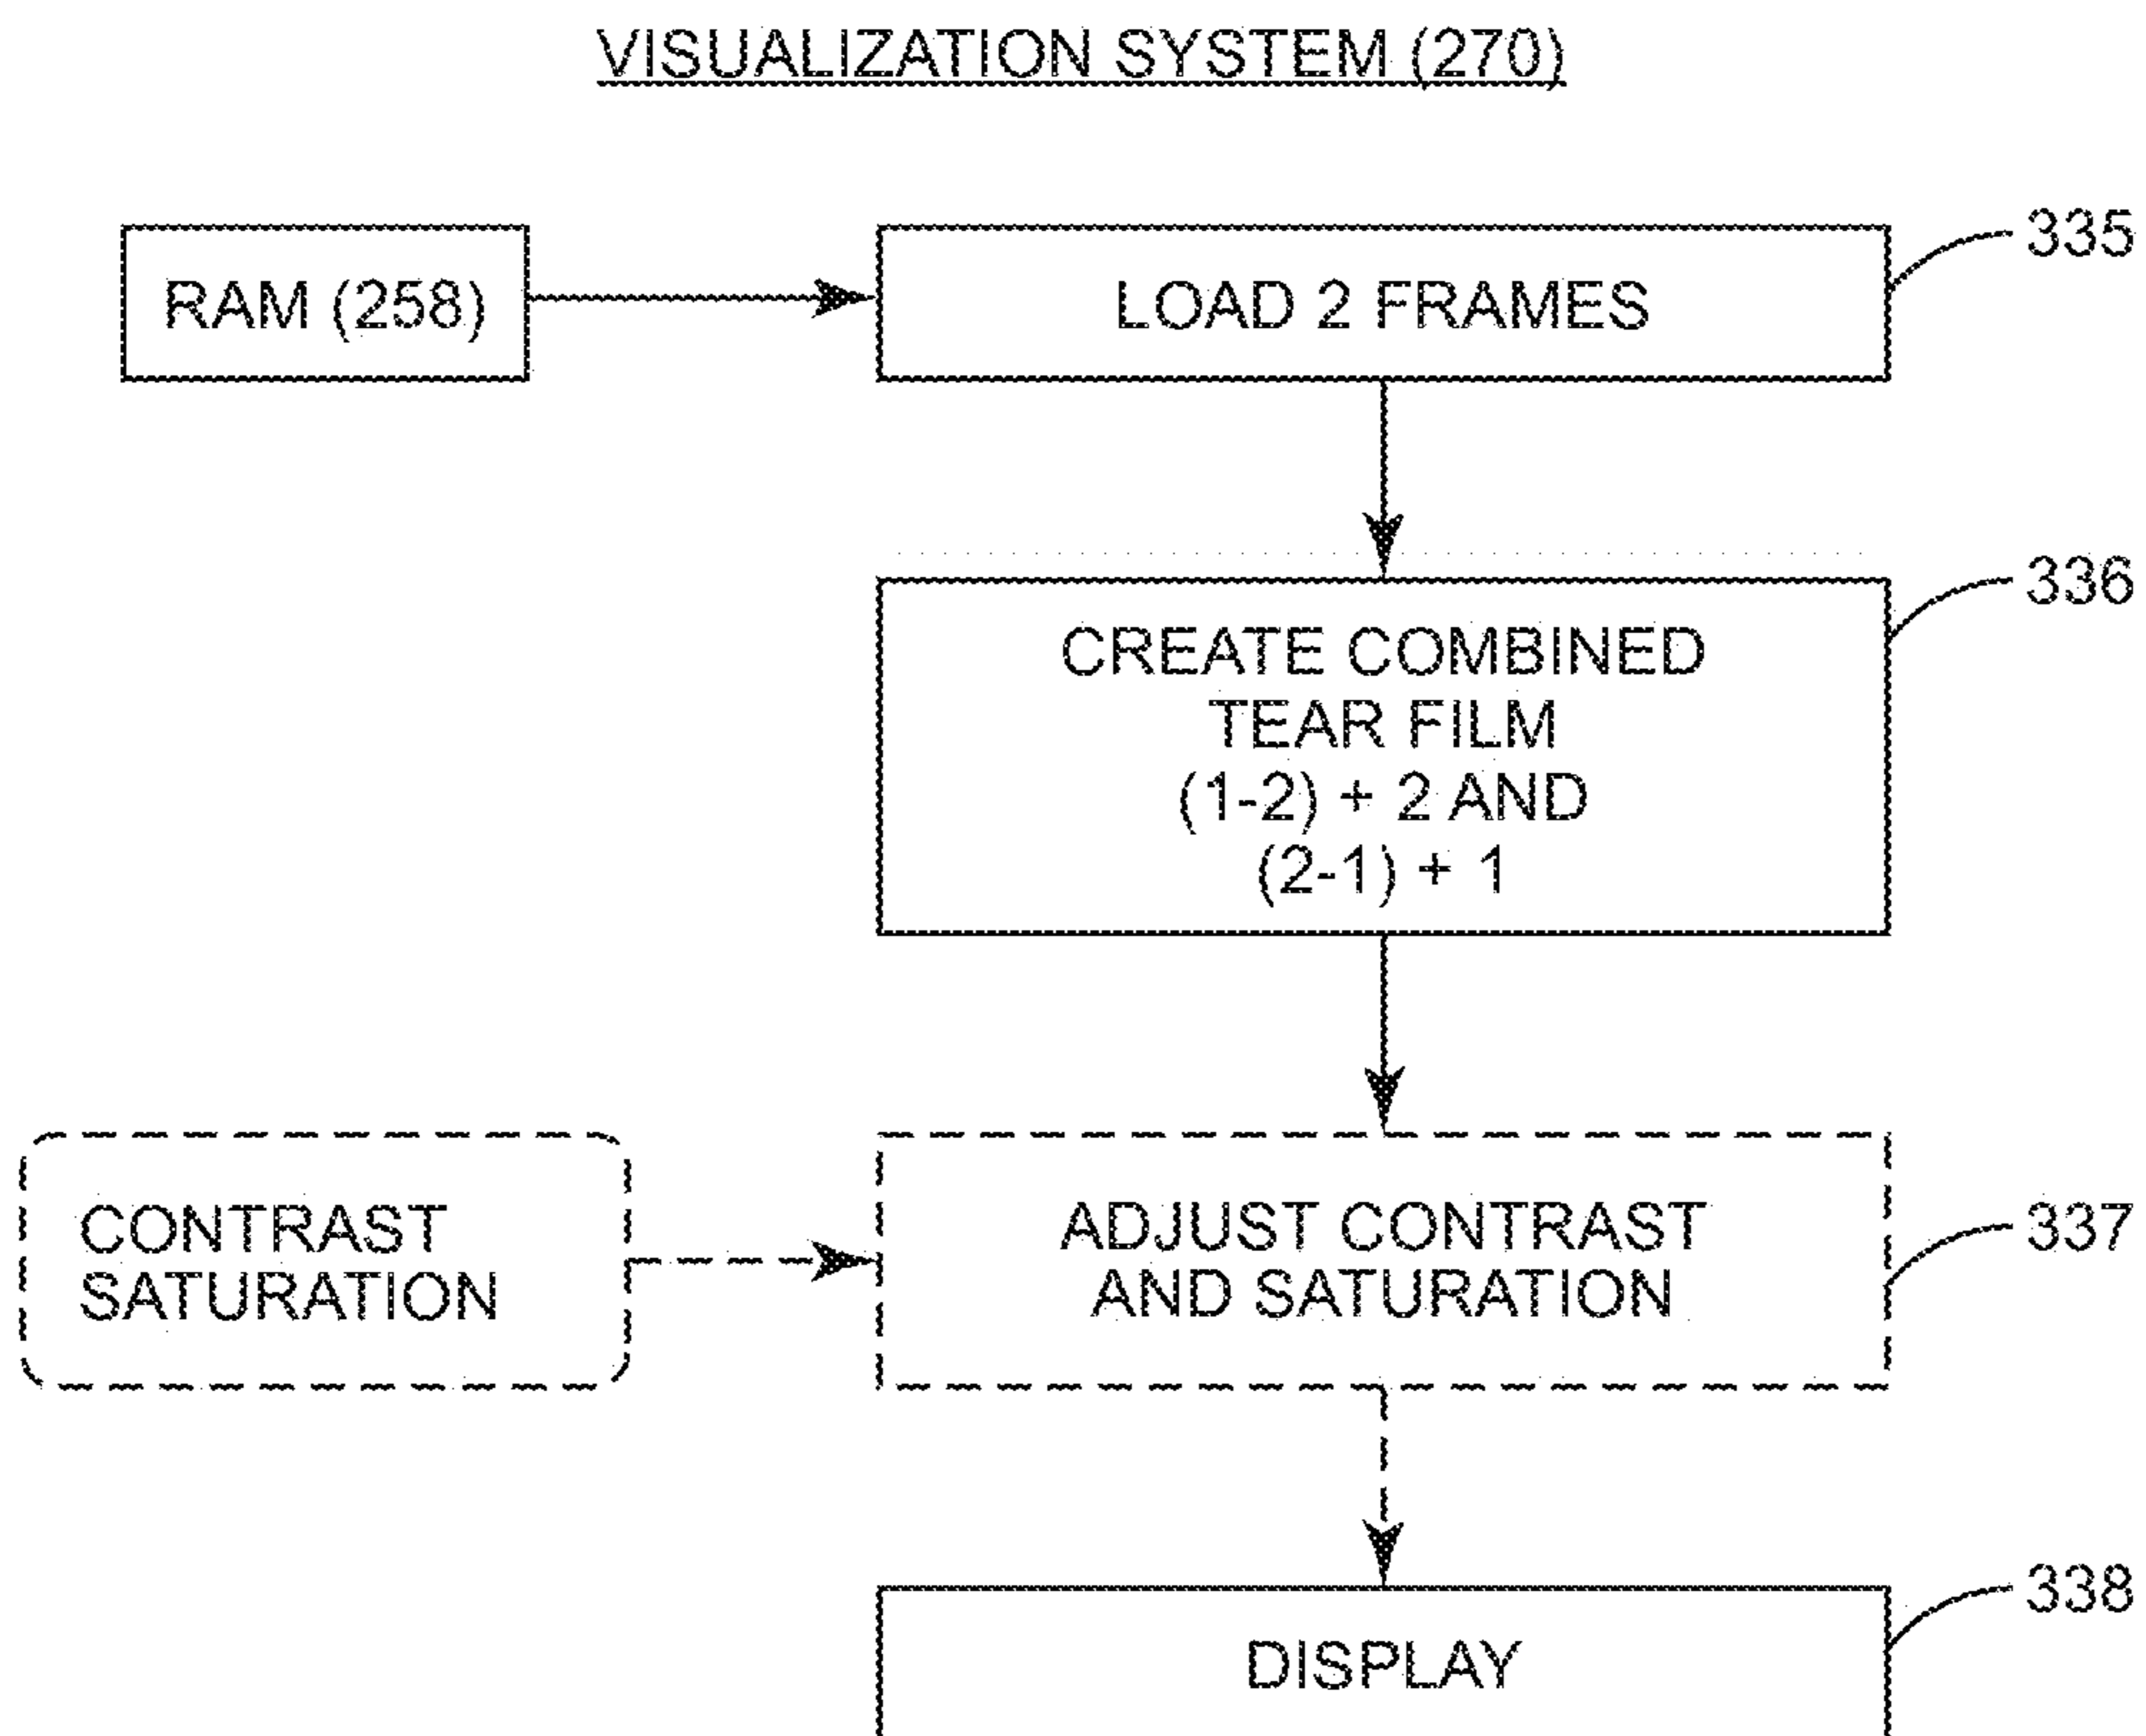 VISUALIZATION SYSTEM (270)
RAM (258)
LOAD 2 FRAMES
335
CREATE COMBINED
TEAR FILM
(1-2) + 2 AND
(2-1) + 1
336
CONTRAST
SATURATION
ADJUST CONTRAST
AND SATURATION
337
DISPLAY
338